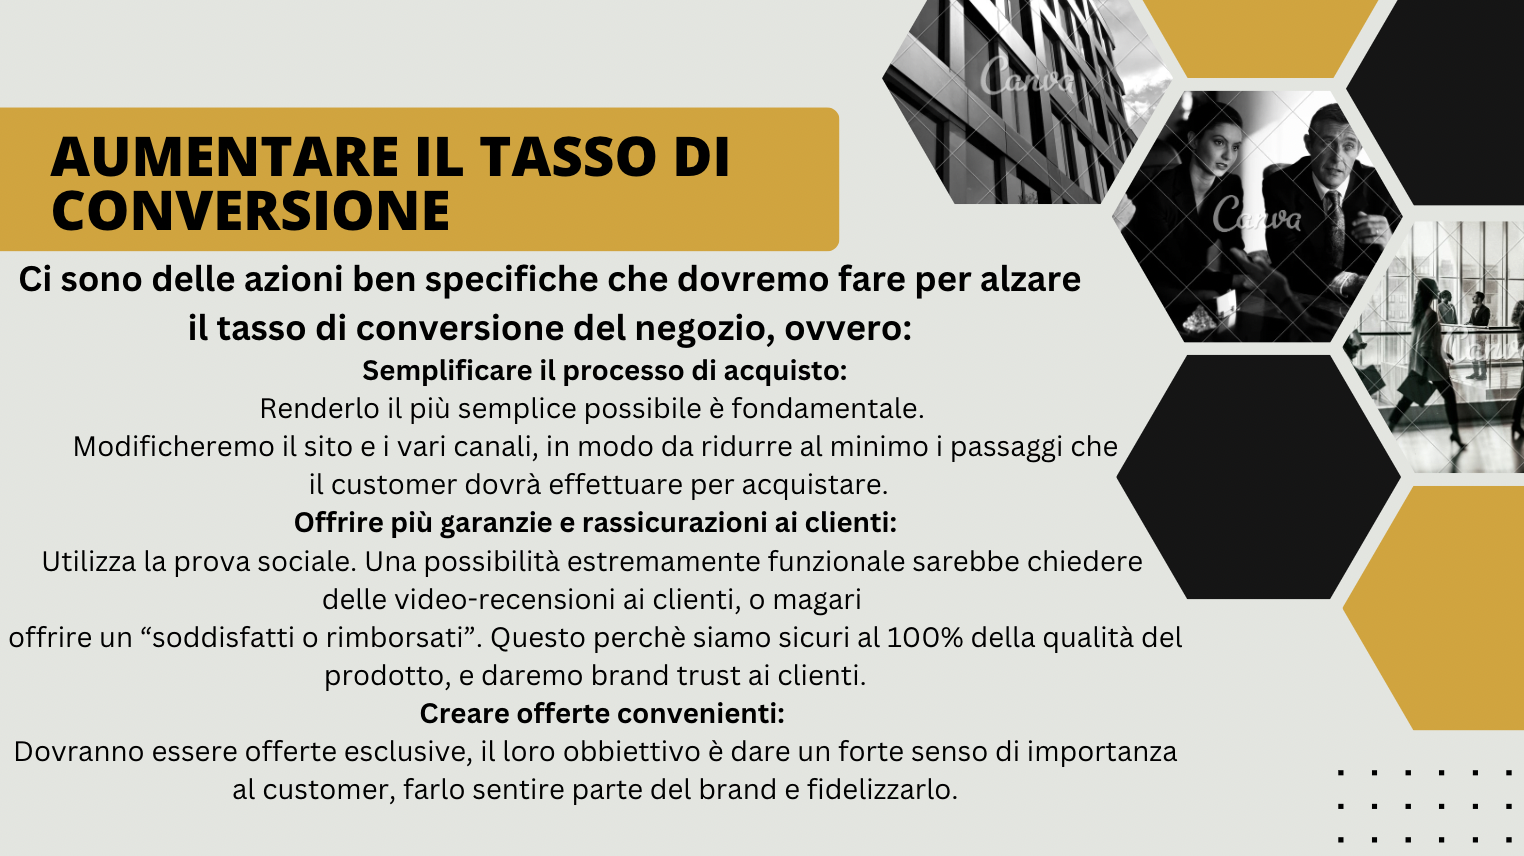 AUMENTARE IL TASSO DI
CONVERSIONE
Ci sono delle azioni ben specifiche che dovremo fare per alzare
il tasso di conversione del negozio, ovvero:
Semplificare il processo di acquisto:
Renderlo il più semplice possibile è fondamentale.
Modificheremo il sito e i vari canali, in modo da ridurre al minimo i passaggi che
il customer dovrà effettuare per acquistare.
Offrire più garanzie e rassicurazioni ai clienti:
Utilizza la prova sociale. Una possibilità estremamente funzionale sarebbe chiedere
delle video-recensioni ai clienti, o magari
offrire un “soddisfatti o rimborsati”. Questo perchè siamo sicuri al 100% della qualità del
prodotto, e daremo brand trust ai clienti.
Creare offerte convenienti:
Dovranno essere offerte esclusive, il loro obbiettivo è dare un forte senso di importanza
al customer, farlo sentire parte del brand e fidelizzarlo.
Canva
Canva
Canva